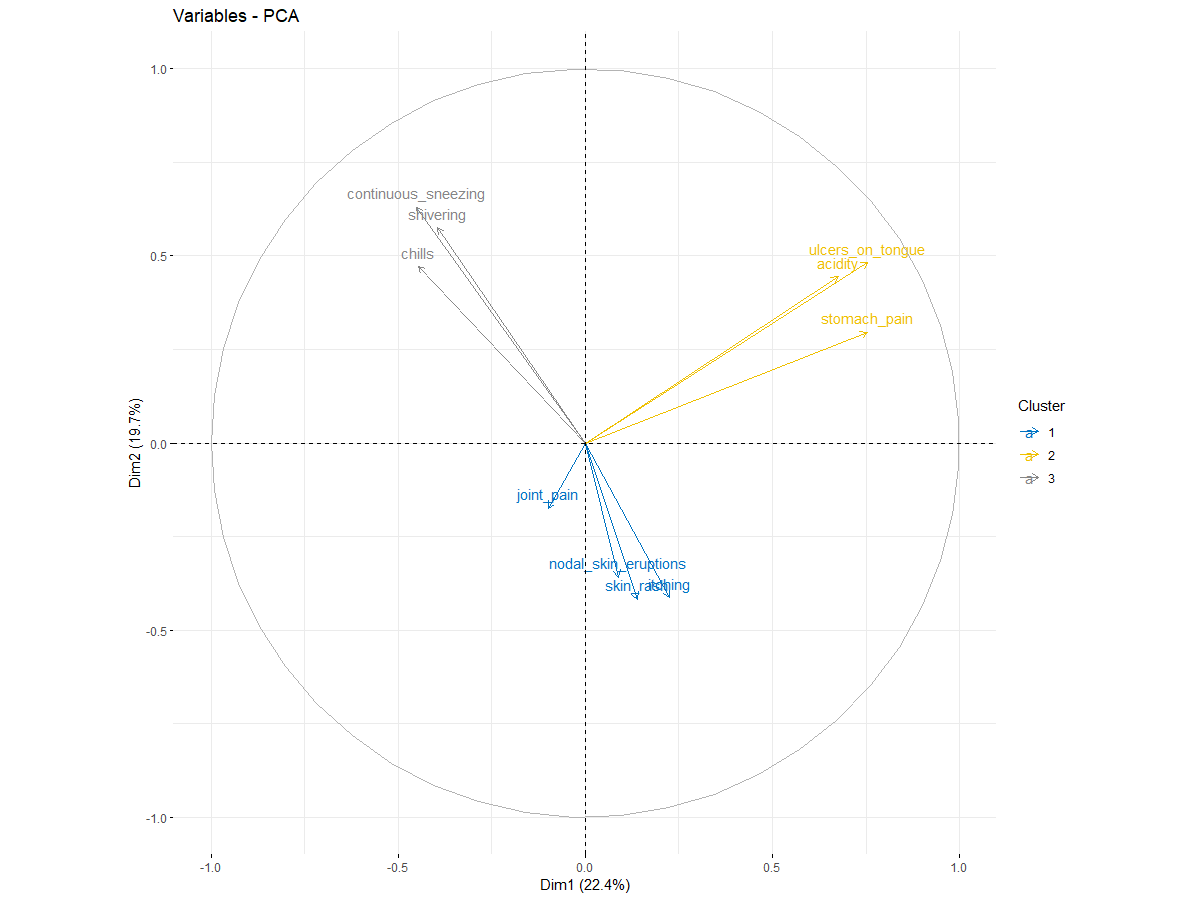 Variables - PCA
1.0
continuous_sneezing
shivering
chills
ulcers_on_tongue
acidity
0.5
stomach_pain
Cluster
a 1
a 2
a 3
Dim2 (19.7%)
0.0
joint_pain
nodal_skin_eruptions
skin_rash
itching
-0.5
-1.0
-1.0 -0.5 0.0 0.5 1.0
Dim1 (22.4%)